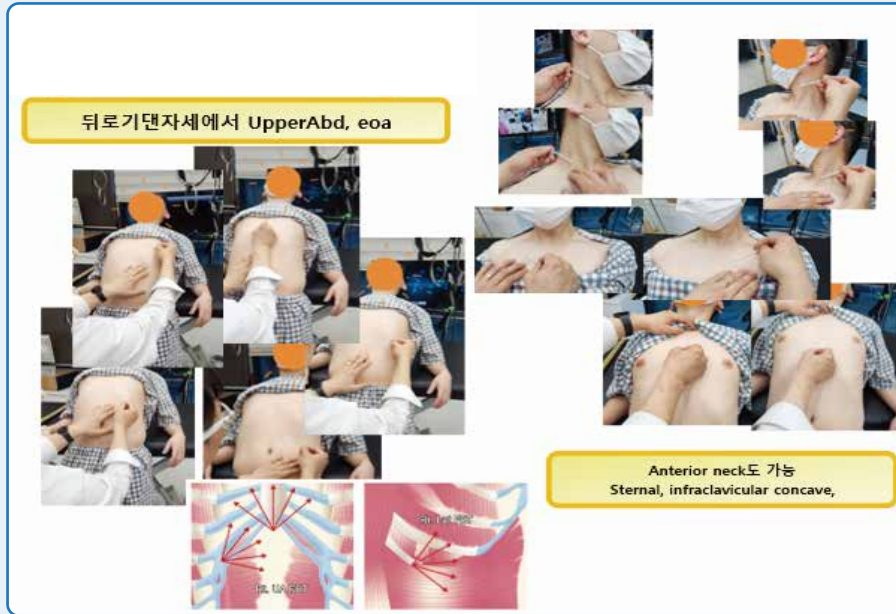 뒤로기댄자세에서 UpperAbd, eoa
Anterior neck도 가능
Sternal, infraclavicular concave,